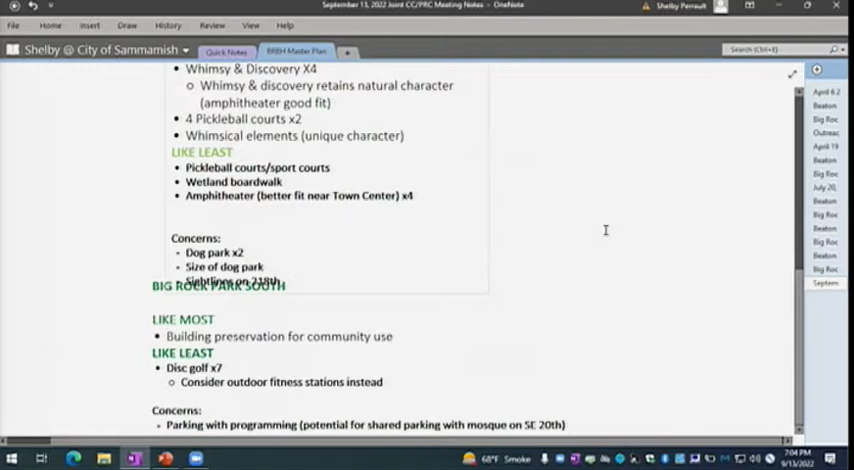 September 13, 2022 Joint CC/PRC Meeting Notes - OneNote
Shelby Perrault
File Home Insert Draw History Review View Help
Shelby @ City of Sammamish
Quick Notes
BRBH Master Plan
Search (Ctrl+E)
• Whimsy & Discovery X4
o Whimsy & discovery retains natural character
(amphitheater good fit)
• 4 Pickleball courts x2
• Whimsical elements (unique character)
LIKE LEAST
• Pickleball courts/sport courts
• Wetland boardwalk
• Amphitheater (better fit near Town Center) x4
Concerns:
- Dog park x2
- Size of dog park
- Sightlines on 218th
BIG ROCK PARK SOUTH
LIKE MOST
• Building preservation for community use
LIKE LEAST
• Disc golf x7
o Consider outdoor fitness stations instead
Concerns:
- Parking with programming (potential for shared parking with mosque on SE 20th)
April 6 2
Beaton
Big Roc
Outreac
April 19
Beaton
Big Roc
July 20,
Beaton
Big Roc
Beaton
Big Roc
Beaton
Big Roc
Septem
68°F Smoke
7:04 PM
9/13/2022